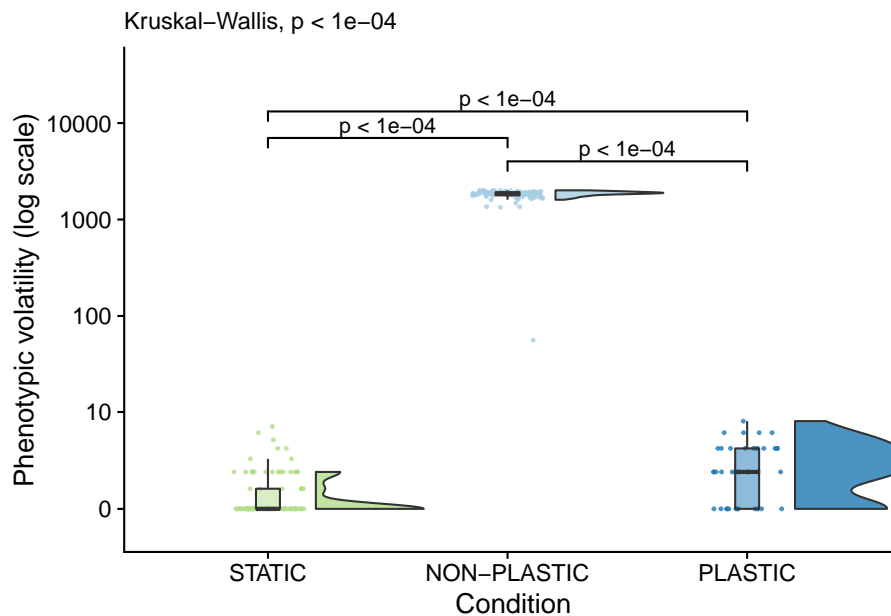 Kruskal−Wallis, p < 1e−04
p < 1e−04
p < 1e−04
p < 1e−04
Phenotypic volatility (log scale)
10000
1000
100
10
0
STATIC NON−PLASTIC PLASTIC
Condition